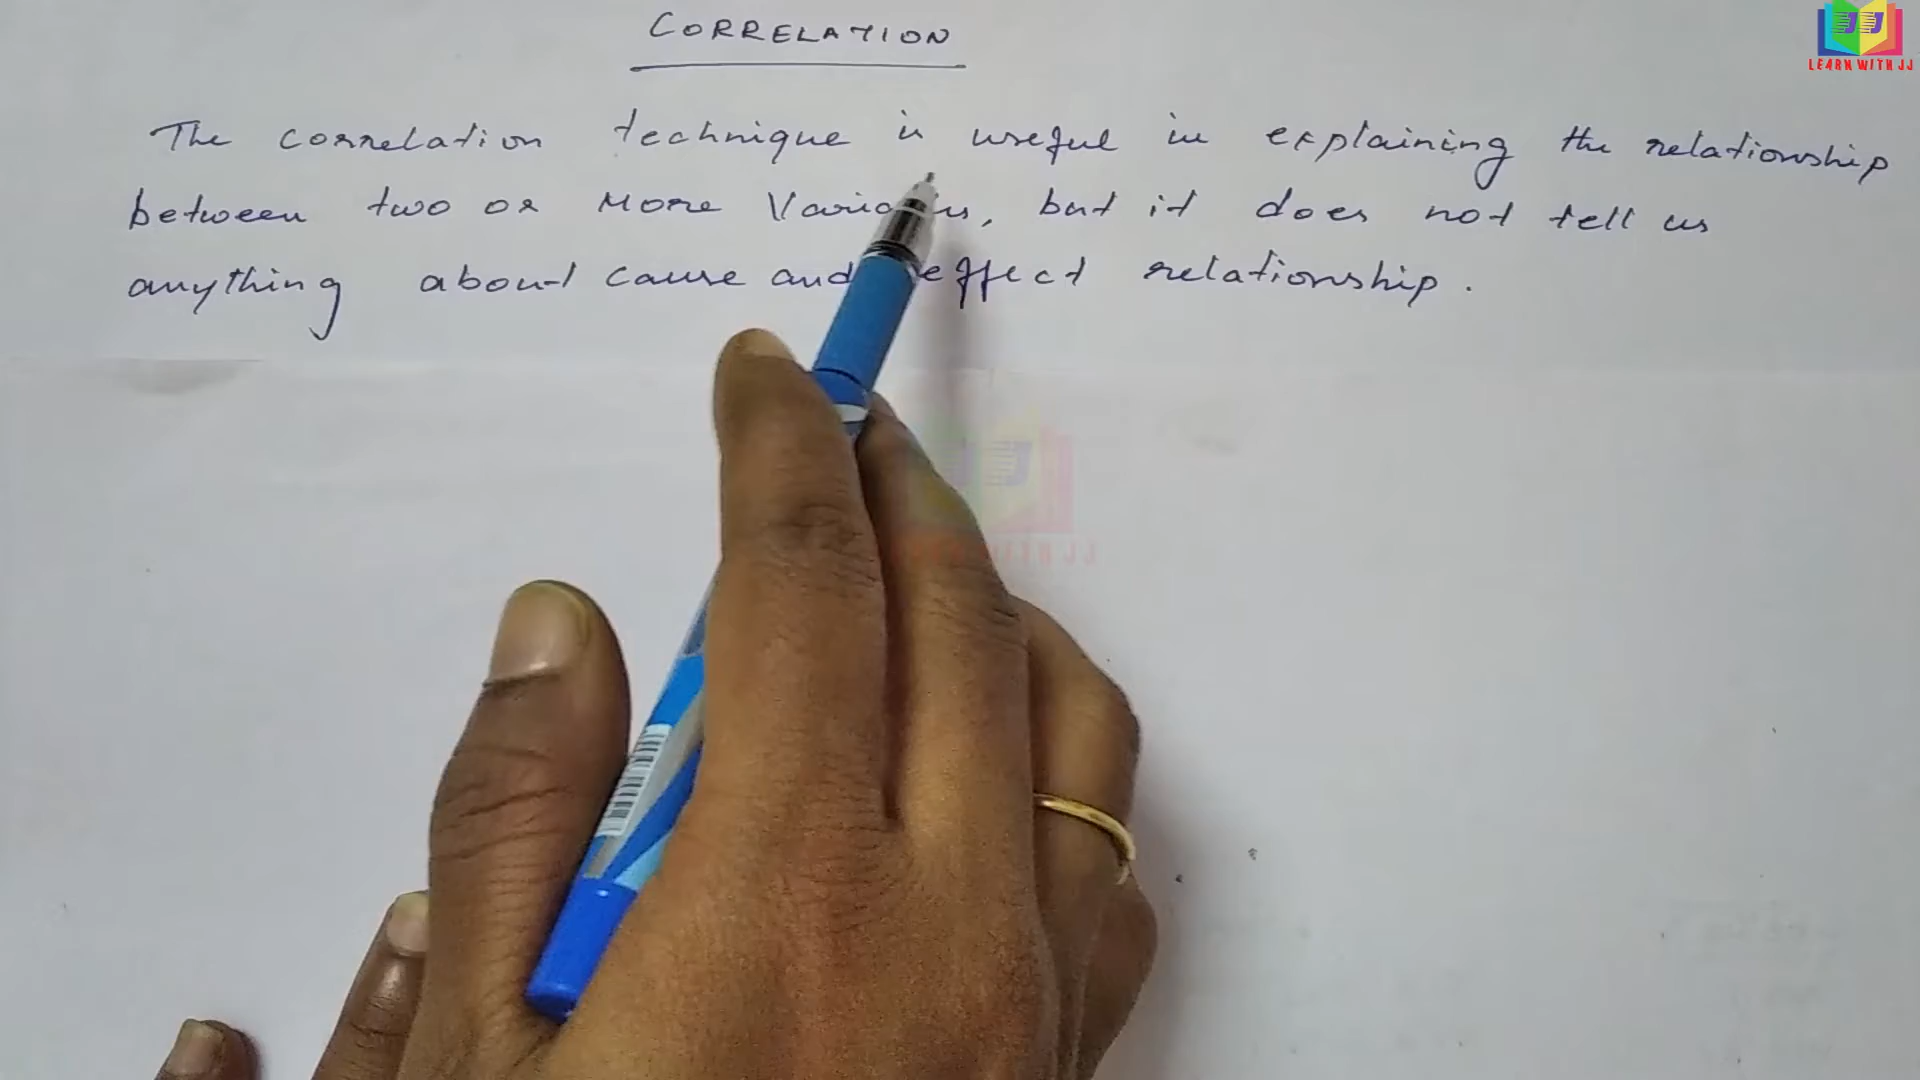 CORRELATION
LEARN WITH JJ
The correlation technique is useful in explaining the relationship
between two or More, but it does not tell us
anything about cause and effect relationship.